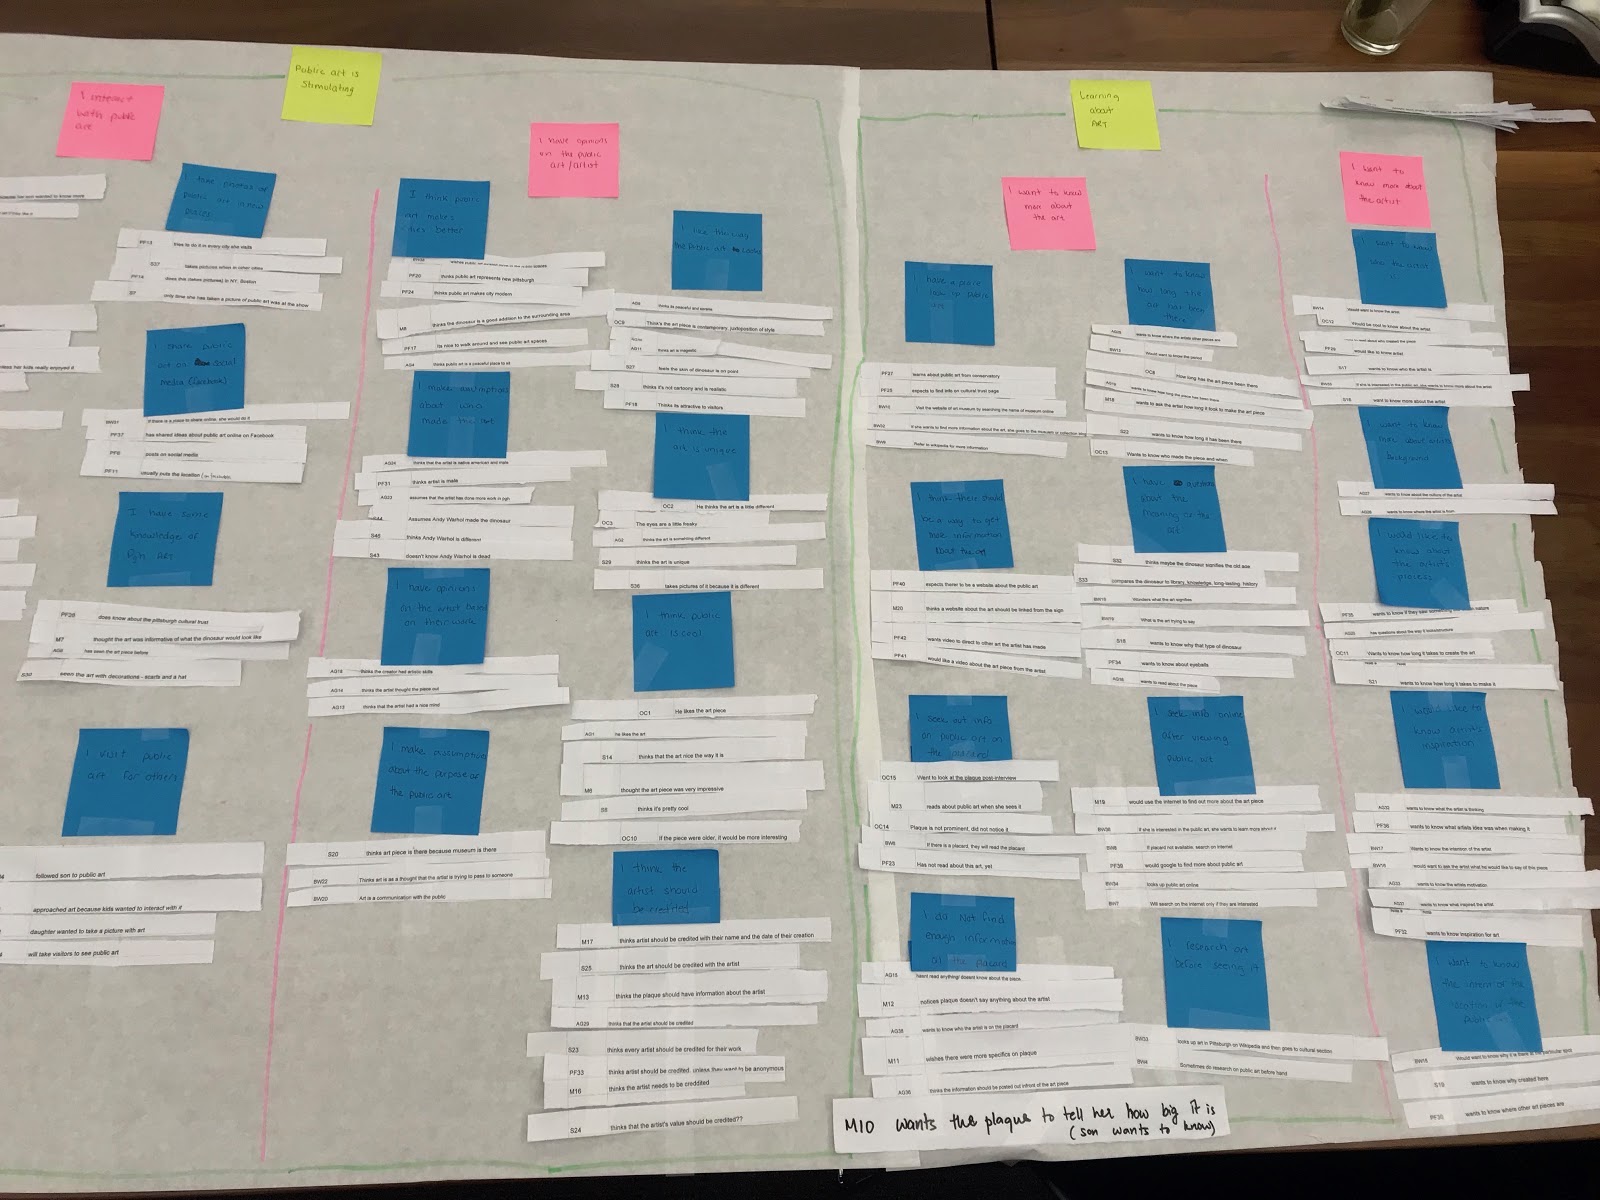 Public art is
Stimulating
I interact
with public
art
I take pictures of
public art in new
places
PF13 tries to do it in every city she visits
S37 takes pictures when in other cities
PF16 does she (takes pictures) in NY, Boston
S7 only time she has taken a picture of public art was at the show
I share public
art on social
media (facebook)
BW31 if there is a place to share online, she would do it
PF37 has shared ideas about public art online on Facebook
PF6 posts on social media
PF11 usually puts the location
I have some
knowledge of
Pgh art
PF28 does know about the pittsburgh cultural trust
M7 thought the art was informative of what the dinosaur would look like
AG6 has seen the art piece before
S30 seen the art with decorations - scarfs and a hat
I visit public
art for others
followed son to public art
approached art because kids wanted to interact with it
daughter wanted to take a picture with art
will take visitors to see public art
I have opinions
on the public
art/artist
I think public
art makes
cities better
PF20 thinks public art represents new pittsburgh
PF24 thinks public art makes city modern
M8 thinks the dinosaur is a good addition to the surrounding area
PF17 Its nice to walk around and see public art spaces
AG4 thinks public art is a peaceful place to sit
I make assumptions
about who
made the art
AG24 thinks that the artist is native american and male
PF31 thinks artist is male
AG23 assumes that the artist has done more work in pgh
S44 Assumes Andy Warhol made the dinosaur
S45 thinks Andy Warhol is different
S43 doesn't know Andy Warhol is dead
I have opinions
on the artist based
on their work
AG18 thinks the creator had artistic skills
AG14 thinks the artist thought the piece out
AG13 thinks that the artist had a nice mind
I make assumptions
about the purpose of
the public art
S20 thinks art piece is there because museum is there
BW22 Thinks art is as a thought that the artist is trying to pass to someone
BW20 Art is a communication with the public
I like the way
the public art looks
AG9 thinks its peaceful and serene
OC9 Think's the art piece is contemporary, juxtoposition of style
AG11 thinks art is magnetic
S27 feels the skin of dinosaur is on point
S28 thinks it's not cartoony and is realistic
PF18 Thinks its attractive to visitors
I think the
art is unique
OC2 He thinks the art is a little different
OC3 The eyes are a little freaky
AG2 thinks the art is something different
S29 thinks the art is unique
S36 takes pictures of it because it is different
I think public
art is cool
OC1 He likes the art piece
AG1 he likes the art
S14 thinks that the art nice the way it is
M6 thought the art piece was very impressive
S8 thinks it's pretty cool
OC10 If the piece were older, it would be more interesting
I think the
artist should
be credited
M17 thinks artist should be credited with their name and the date of their creation
S25 thinks the art should be credited with the artist
M13 thinks the plaque should have information about the artist
AG29 thinks that the artist should be credited
S23 thinks every artist should be credited for their work
PF33 thinks artist should be credited, unless they want to be anonymous
M16 thinks the artist needs to be creddited
S24 thinks that the artist's value should be credited??
Learning
about
ART
I want to know
more about
the art
have a place
look up public
art
PF27 learns about public art from conservatory
PF25 expects to find info on cultural trust page
BW10 Visit the website of art museum by searching the name of museum online
BW32 If she wants to find more information about the art, she goes to the museum or collection
BW8 Refer to wikipedia for more information
I think there should
be a way to get
more information
about the art
PF40 expects therer to be a website about the public art
M20 thinks a website about the art should be linked from the sign
PF42 wants video to direct to other art the artist has made
PF41 would like a video about the art piece from the artist
I seek out info
on public art on
the placard
OC15 Want to look at the plaque post-interview
M23 reads about public art when she sees it
OC14 Plaque is not prominent, did not notice it
BW5 If there is a placard, they will read the placard
PF23 Has not read about this art, yet
I do Not find
enough information
at the placard
AG15 hasnt read anything/ doesnt know about the piece
M12 notices plaque doesn't say anything about the artist
AG38 wants to know who the artist is on the placard
M11 wishes there were more specifics on plaque
AG36 thinks the information should be posted out infront of the art piece
M10 wants the plaque to tell her how big it is
(son wants to know)
I want to know
how long the
art has been
there
wants to know where the artists other pieces are
BW13 Would want to know the period
OC8 How long has the art piece been there
AG19 wants to know how long the piece has been there
M18 wants to ask the artist how long it took to make the art piece
S22 wants to know how long it has been there
OC13 Wants to know who made the piece and when
I have questions
about the
meaning of the
art
S32 thinks maybe the dinosaur signifies the old age
S33 compares the dinosaur to library, knowledge, long-lasting, history
BW18 Wonders what the art signifies
BW19 What is the art trying to say
S18 wants to know why that type of dinosaur
PF34 wants to know about eyeballs
wants to read about the piece
I seek info online
after viewing
public art
M19 would use the internet to find out more about the art piece
BW36 If she is interested in the public art, she wants to learn more about it
BW6 If placard not available, search on internet
PF38 would google to find more about public art
BW34 looks up public art online
BW7 Will search on the internet only if they are interested
I research art
before seeing it
BW33 looks up art in Pittsburgh on Wikipedia and then goes to cultural section
BW4 Sometimes do research on public art before hand
I want to
know more about
the artist
I want to know
who the artist
is
BW14 Would want to know the artist
OC12 Would be cool to know about the artist
PF29 would like to know artist
S17 wants to know who the artist is
BW35 If she is interested in the public art, she wants to know more about the artist
S16 want to know more about the artist
I want to know
more about artists
background
AG27 wants to know about the culture of the artist
AG26 wants to know where the artist is from
I would like to
know about
the artist's
process
PF35 wants to know if they saw something nature
AG20 has questions about the way it looks/structure
OC11 Wants to know how long it takes to create the art
S21 wants to know how long it takes to make it
I would like to
know artist's
inspiration
AG32 wants to know what the artist is thinking
PF36 wants to know what artists idea was when making it
BW17 Wants to know the intention of the artist
BW16 would want to ask the artist what he would like to say of this piece
AG33 wants to know the artists motivation
AG31 wants to know what inspired the artist
PF32 wants to know inspiration for art
I want to know
the intent of the
location of the
public
BW15 Would want to know why it is there at the particular spot
S19 wants to know why created here
PF30 wants to know where other art pieces are